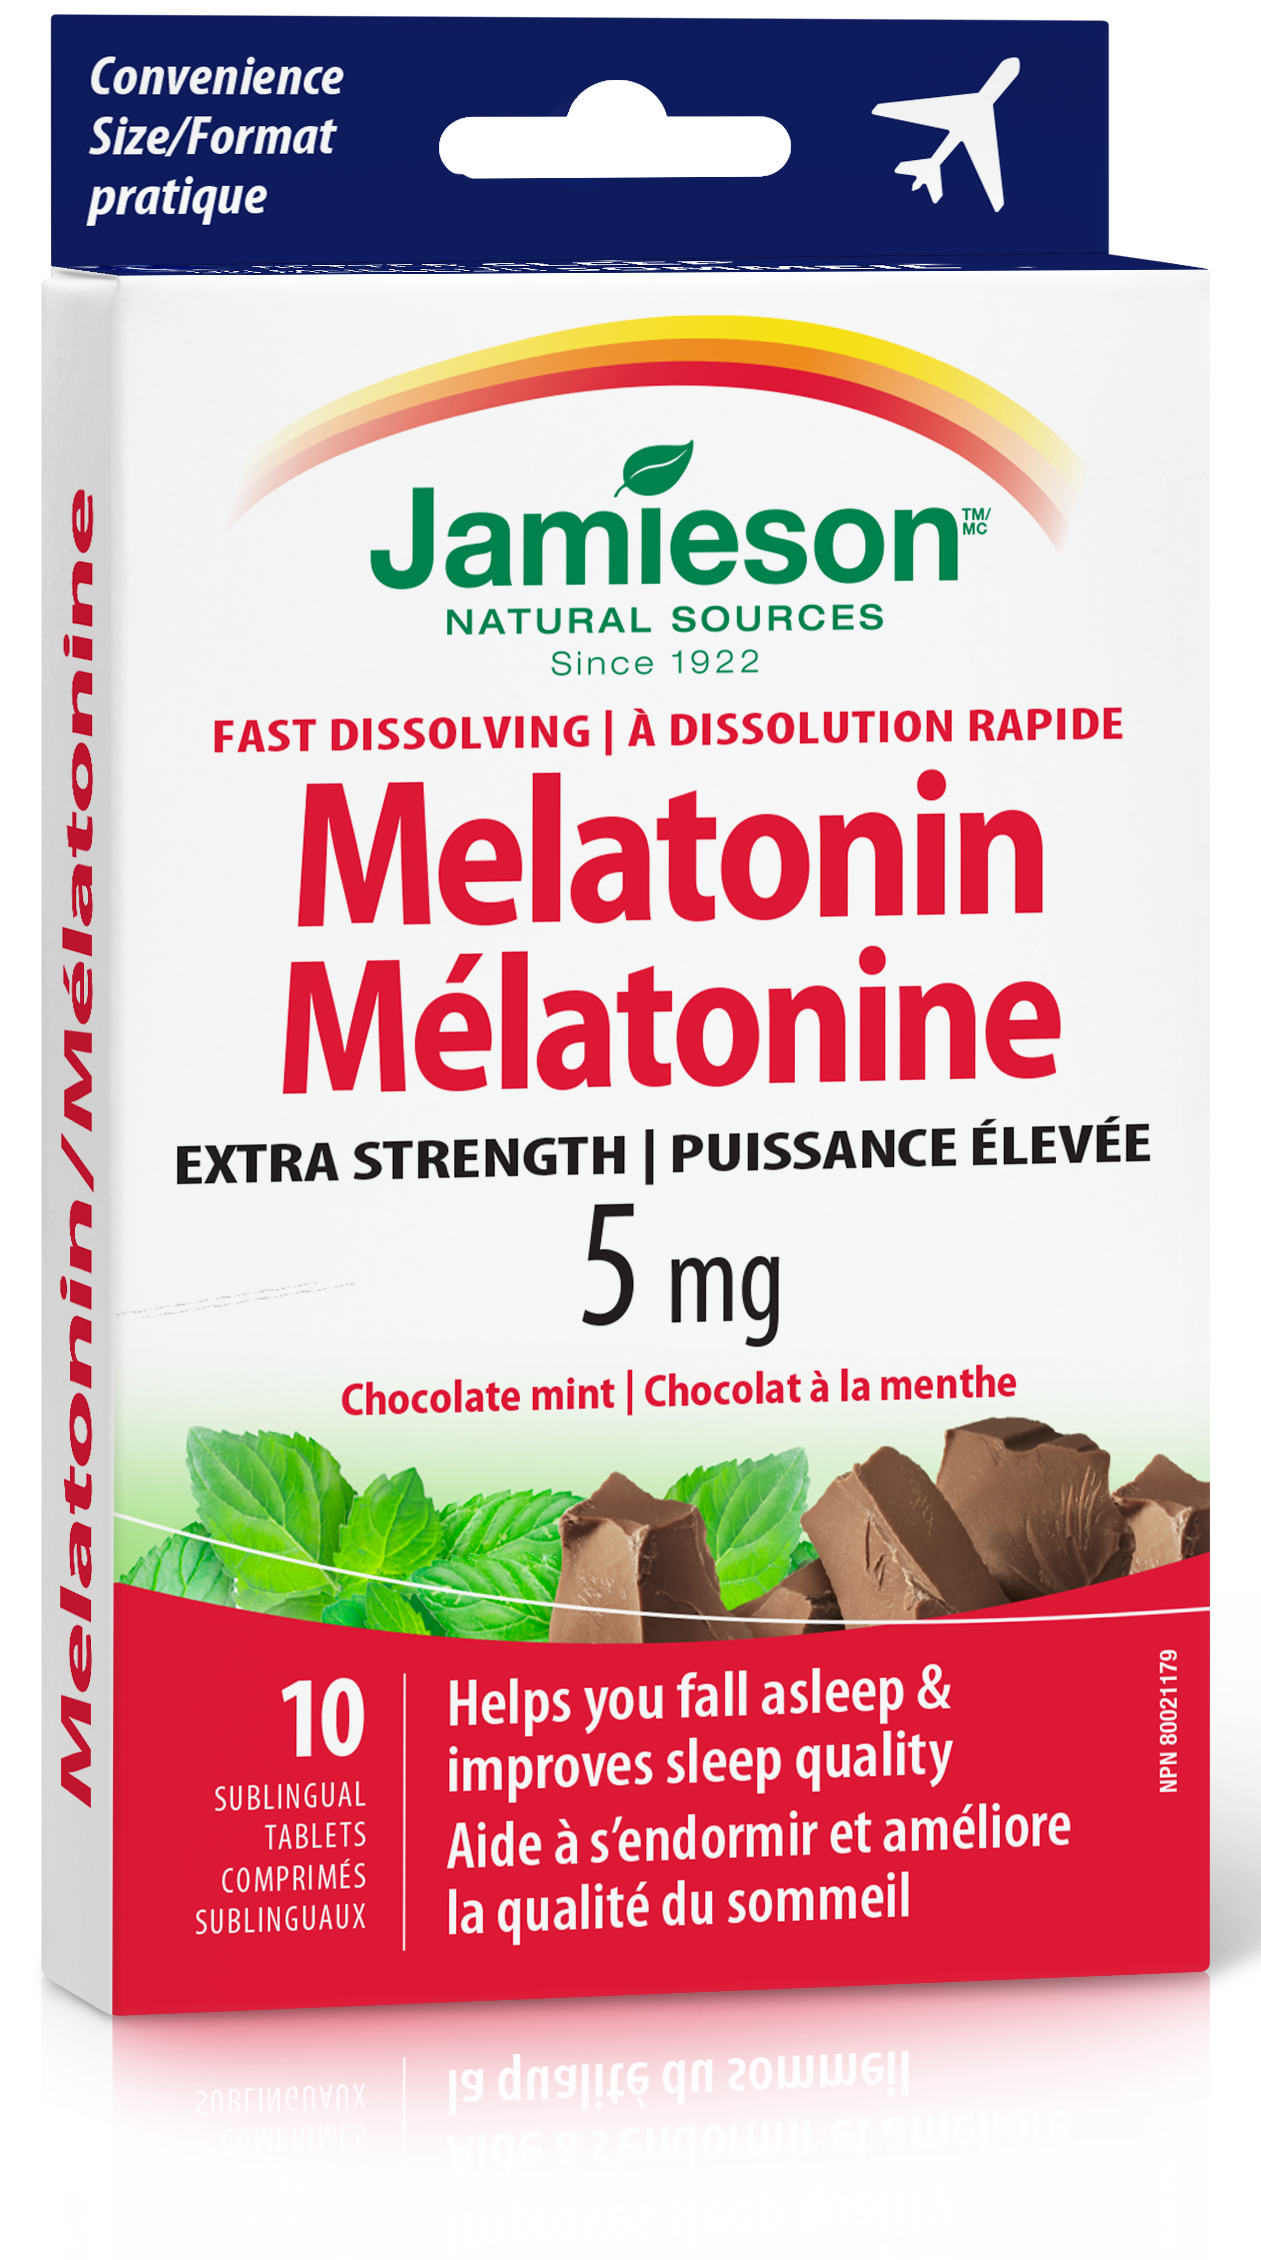 Convenience
Size/Format
pratique
Jamieson TM/
MC
NATURAL SOURCES
Since 1922
FAST DISSOLVING | À DISSOLUTION RAPIDE
Melatonin
Mélatonine
EXTRA STRENGTH | PUISSANCE ÉLEVÉE
5 mg
Chocolate mint | Chocolat à la menthe
10
SUBLINGUAL
TABLETS
COMPRIMÉS
SUBLINGUAUX
Helps you fall asleep &
improves sleep quality
Aide à s’endormir et améliore
la qualité du sommeil
NPN 80021179
Melatonin/Mélatonine